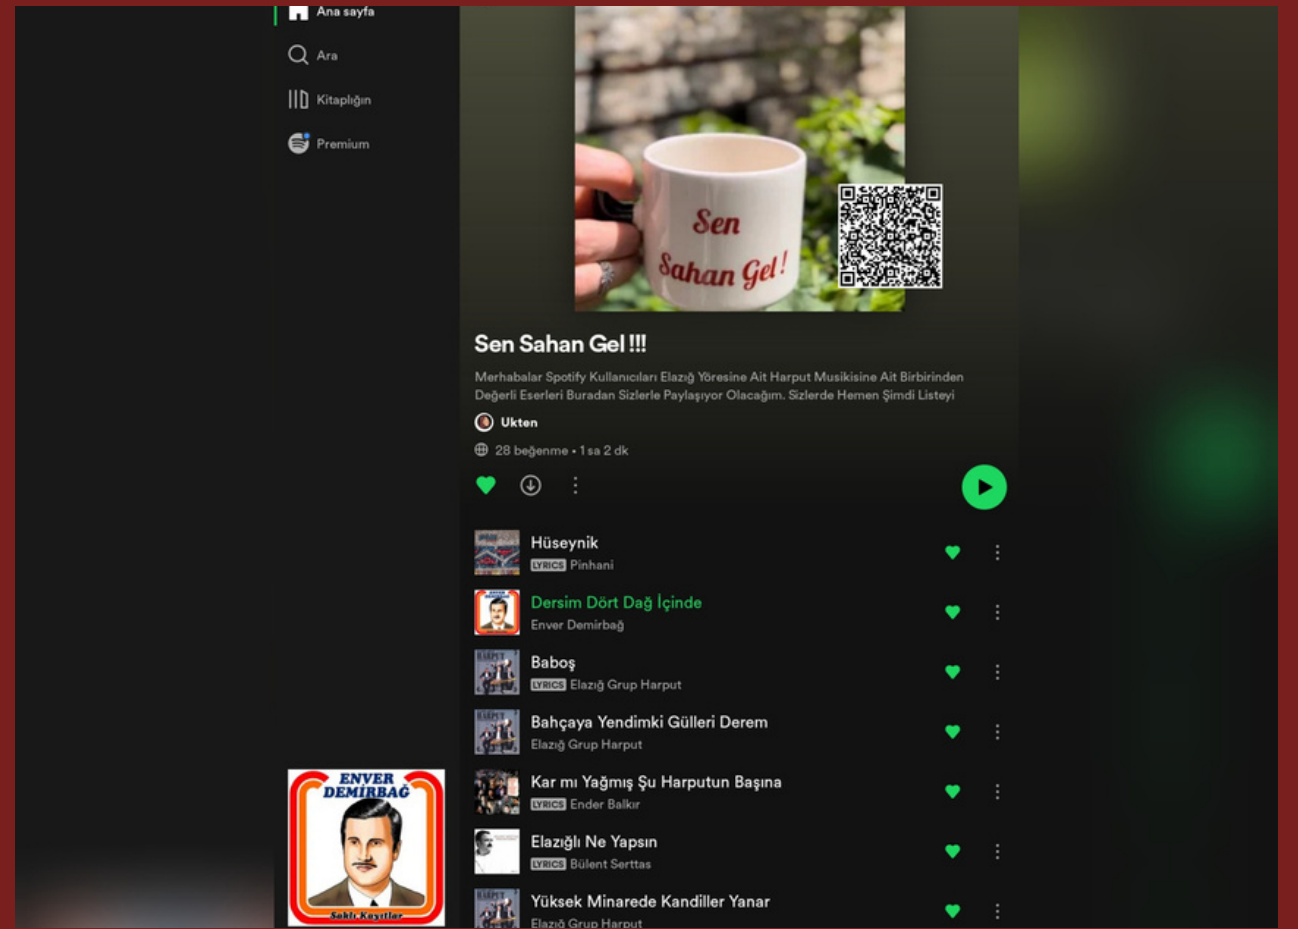 Ana sayfa
Ara
Kitaplığın
Premium
Sen
Sahan Gel!
Sen Sahan Gel!!!
Merhabalar Spotify Kullanıcıları Elazığ Yöresine Ait Harput Musikisine Ait Birbirinden
Değerli Eserleri Buradan Sizlerle Paylaşıyor Olacağım. Sizlerde Hemen Şimdi Listeyi
Ukten
28 beğenme • 1 sa 2 dk
Hüseynik
LYRICS Pinhani
Dersim Dört Dağ İçinde
Enver Demirbağ
Baboş
LYRICS Elazığ Grup Harput
Bahçaya Yendimki Gülleri Derem
Elazığ Grup Harput
Kar mı Yağmış Şu Harputun Başına
LYRICS Ender Balkır
Elazığlı Ne Yapsın
LYRICS Bülent Serttas
Yüksek Minarede Kandiller Yanar
Elazığ Grup Harput
ENVER
DEMİRBAĞ
Saklı Kayıtlar